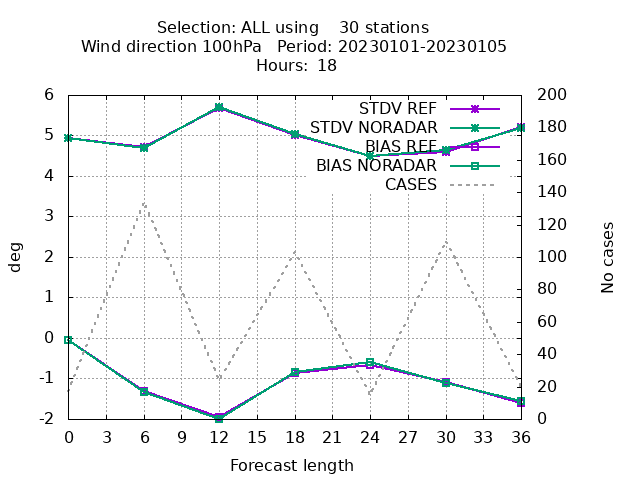 Selection: ALL using 30 stations
Wind direction 100hPa Period: 20230101-20230105
Hours: 18
STDV REF
STDV NORADAR
BIAS REF
BIAS NORADAR
CASES
6
5
4
3
2
1
0
-1
-2
deg
200
180
160
140
120
100
80
60
40
20
0
No cases
0 3 6 9 12 15 18 21 24 27 30 33 36
Forecast length